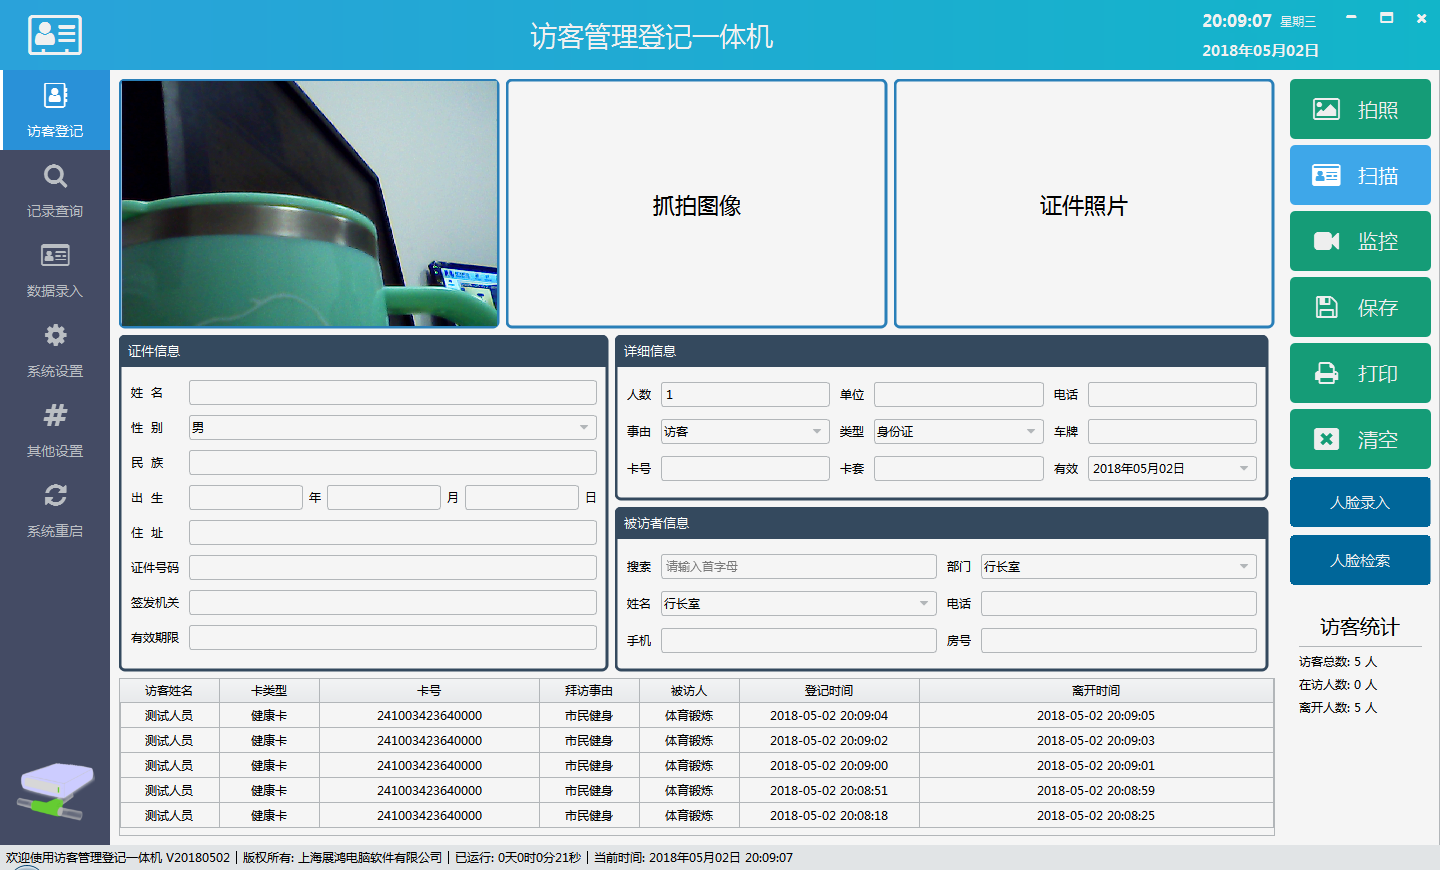 访客管理登记一体机
20:09:07 星期三
2018年05月02日
访客登记
记录查询
数据录入
系统设置
其他设置
系统重启
抓拍图像
证件照片
拍照
扫描
监控
保存
打印
清空
人脸录入
人脸检索
证件信息
姓 名
性 别 男
民 族
出 生 年 月 日
住 址
证件号码
签发机关
有效期限
详细信息
人数 1 单位 电话
事由 访客 类型 身份证 车牌
卡号 卡套 有效 2018年05月02日
被访者信息
搜索 请输入首字母 部门 行长室
姓名 行长室 电话
手机 房号
访客统计
访客总数: 5 人
在访人数: 0 人
离开人数: 5 人
访客姓名 卡类型 卡号 拜访事由 被访人 登记时间 离开时间
测试人员 健康卡 241003423640000 市民健身 体育锻炼 2018-05-02 20:09:04 2018-05-02 20:09:05
测试人员 健康卡 241003423640000 市民健身 体育锻炼 2018-05-02 20:09:02 2018-05-02 20:09:03
测试人员 健康卡 241003423640000 市民健身 体育锻炼 2018-05-02 20:09:00 2018-05-02 20:09:01
测试人员 健康卡 241003423640000 市民健身 体育锻炼 2018-05-02 20:08:51 2018-05-02 20:08:59
测试人员 健康卡 241003423640000 市民健身 体育锻炼 2018-05-02 20:08:18 2018-05-02 20:08:25
欢迎使用访客管理登记一体机 V20180502 | 版权所有: 上海展鸿电脑软件有限公司 | 已运行: 0天0时0分21秒 | 当前时间: 2018年05月02日 20:09:07